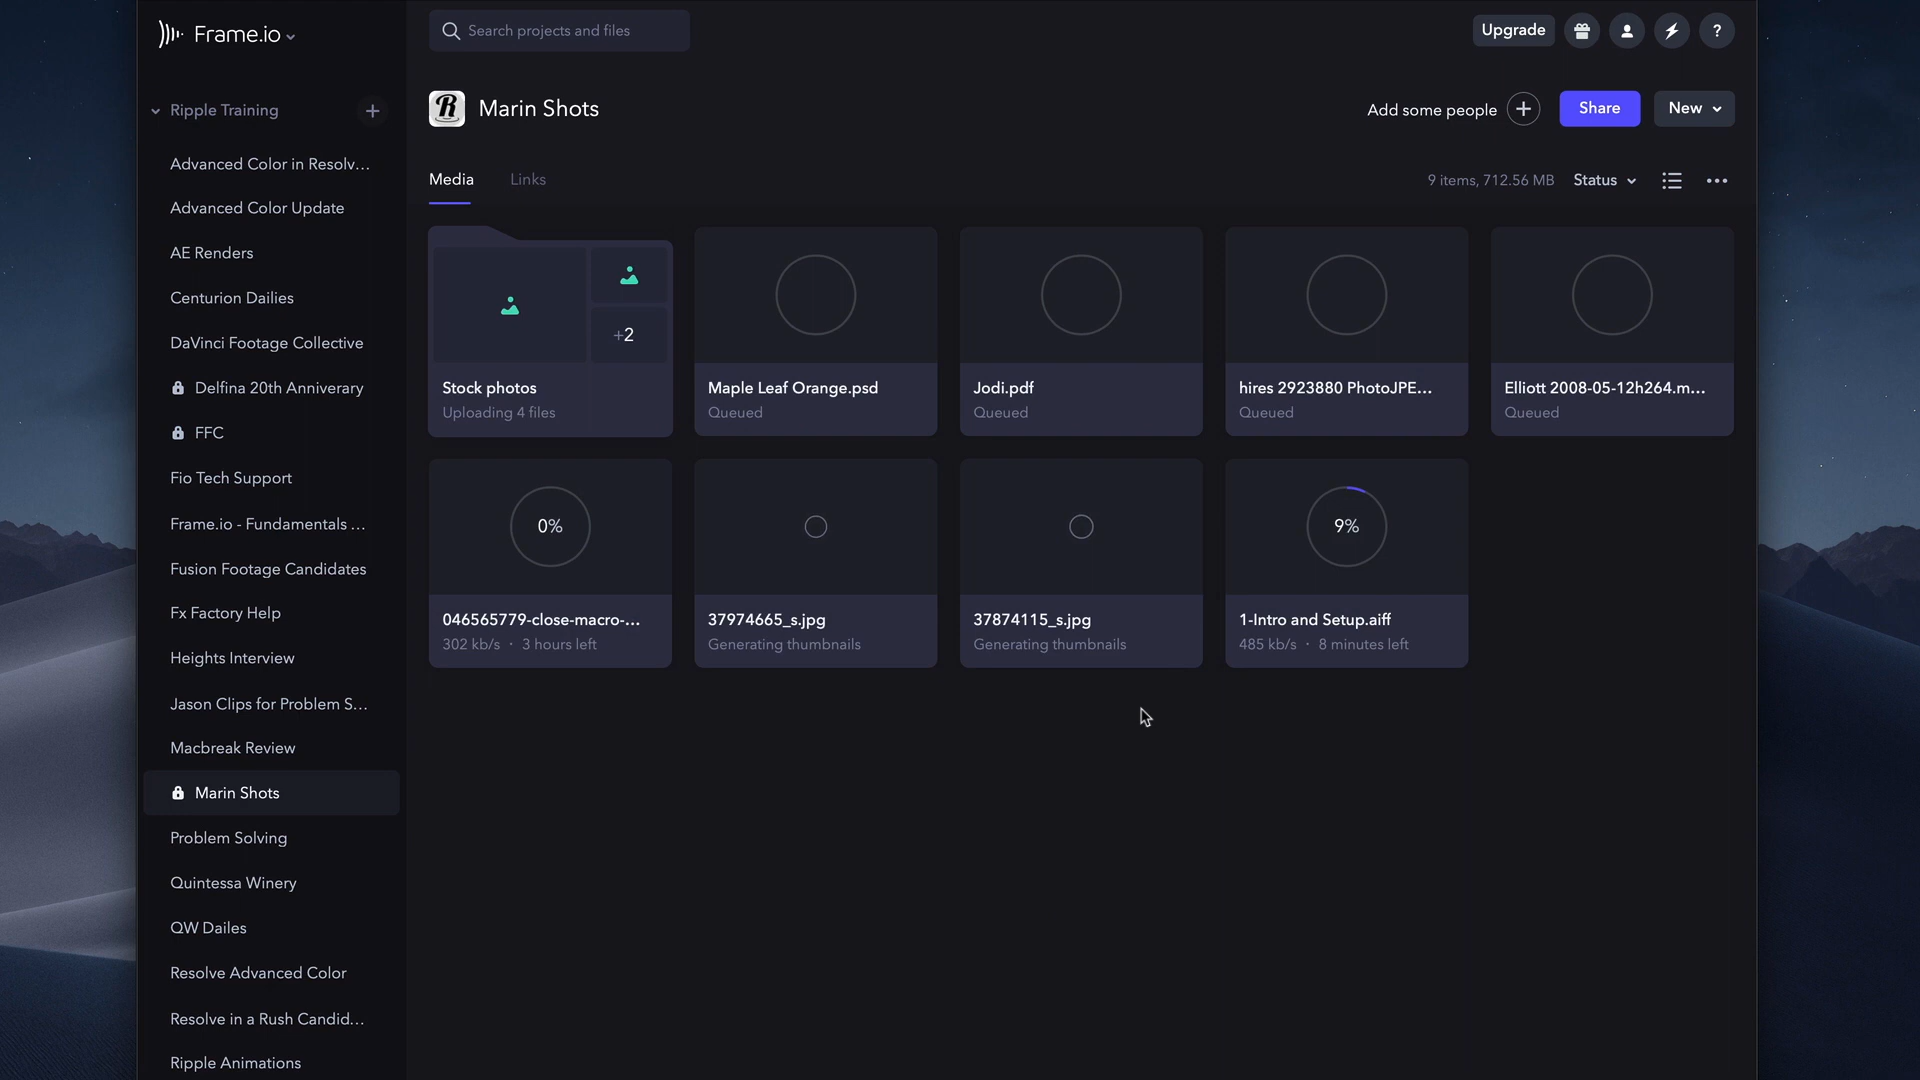 Frame.io
Search projects and files
Upgrade
?
Ripple Training
R
Marin Shots
Add some people
Share
New
Advanced Color in Resolv...
Media
Links
9 items, 712.56 MB
Status
Advanced Color Update
AE Renders
Centurion Dailies
DaVinci Footage Collective
Delfina 20th Anniverary
FFC
Fio Tech Support
Frame.io - Fundamentals ...
Fusion Footage Candidates
Fx Factory Help
Heights Interview
Jason Clips for Problem S...
Macbreak Review
Marin Shots
Problem Solving
Quintessa Winery
QW Dailes
Resolve Advanced Color
Resolve in a Rush Candid...
Ripple Animations
+2
Stock photos
Uploading 4 files
Maple Leaf Orange.psd
Queued
Jodi.pdf
Queued
hires 2923880 PhotoJPE...
Queued
Elliott 2008-05-12h264.m...
Queued
0%
046565779-close-macro-...
302 kb/s · 3 hours left
37974665_s.jpg
Generating thumbnails
37874115_s.jpg
Generating thumbnails
9%
1-Intro and Setup.aiff
485 kb/s · 8 minutes left